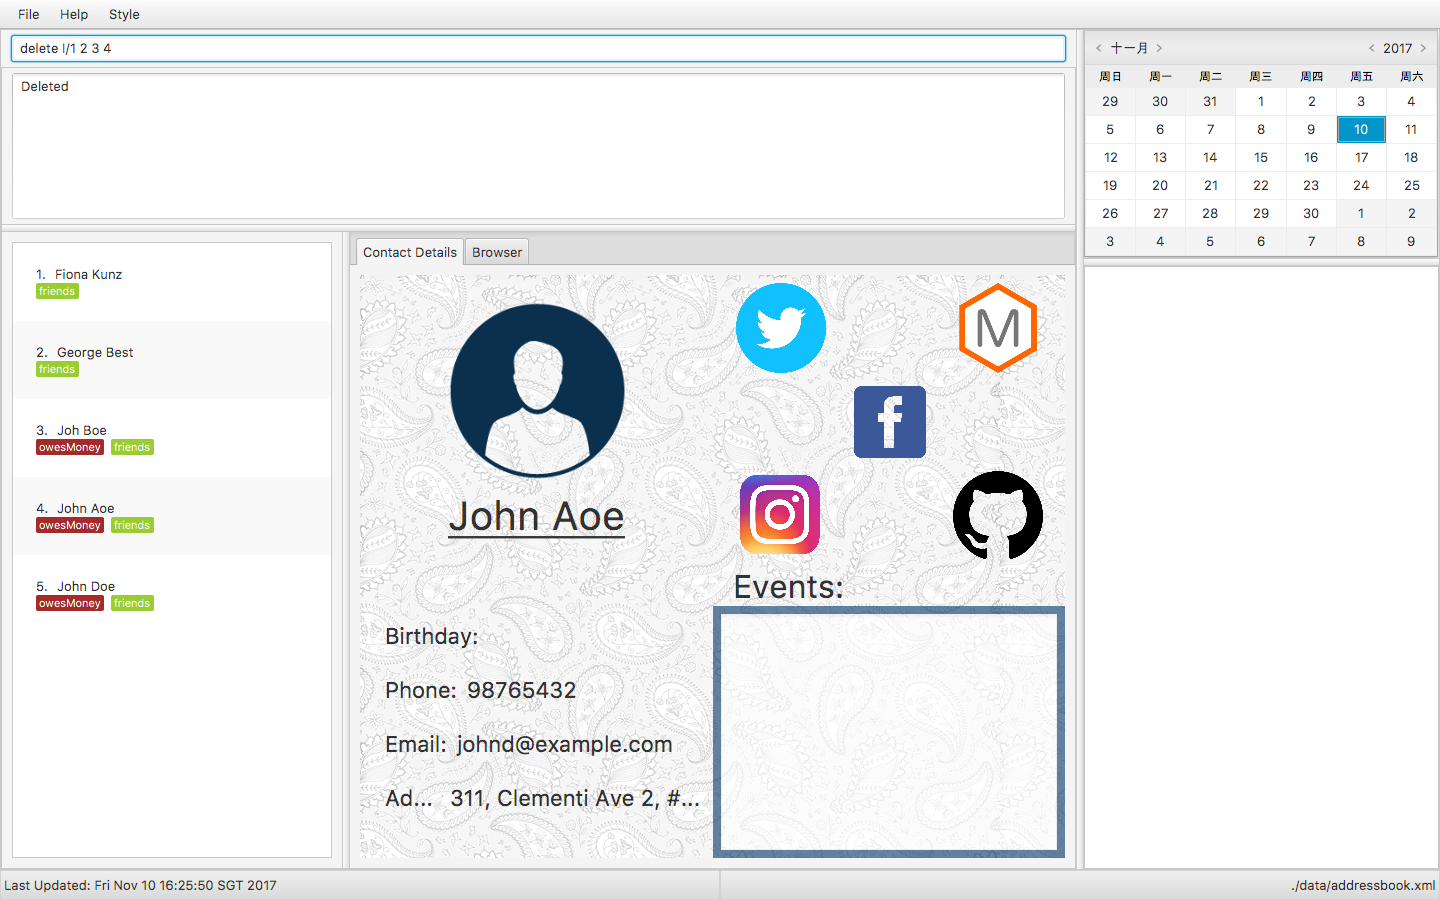 File Help Style
delete I/1 2 3 4
Deleted
< 十一月 > < 2017 >
周日 周一 周二 周三 周四 周五 周六
29 30 31 1 2 3 4
5 6 7 8 9 10 11
12 13 14 15 16 17 18
19 20 21 22 23 24 25
26 27 28 29 30 1 2
3 4 5 6 7 8 9
1. Fiona Kunz
friends
2. George Best
friends
3. Joh Boe
owesMoney friends
4. John Aoe
owesMoney friends
5. John Doe
owesMoney friends
Contact Details Browser
M
f
John Aoe
Birthday:
Phone: 98765432
Email: johnd@example.com
Ad... 311, Clementi Ave 2, #...
Events:
Last Updated: Fri Nov 10 16:25:50 SGT 2017
./data/addressbook.xml